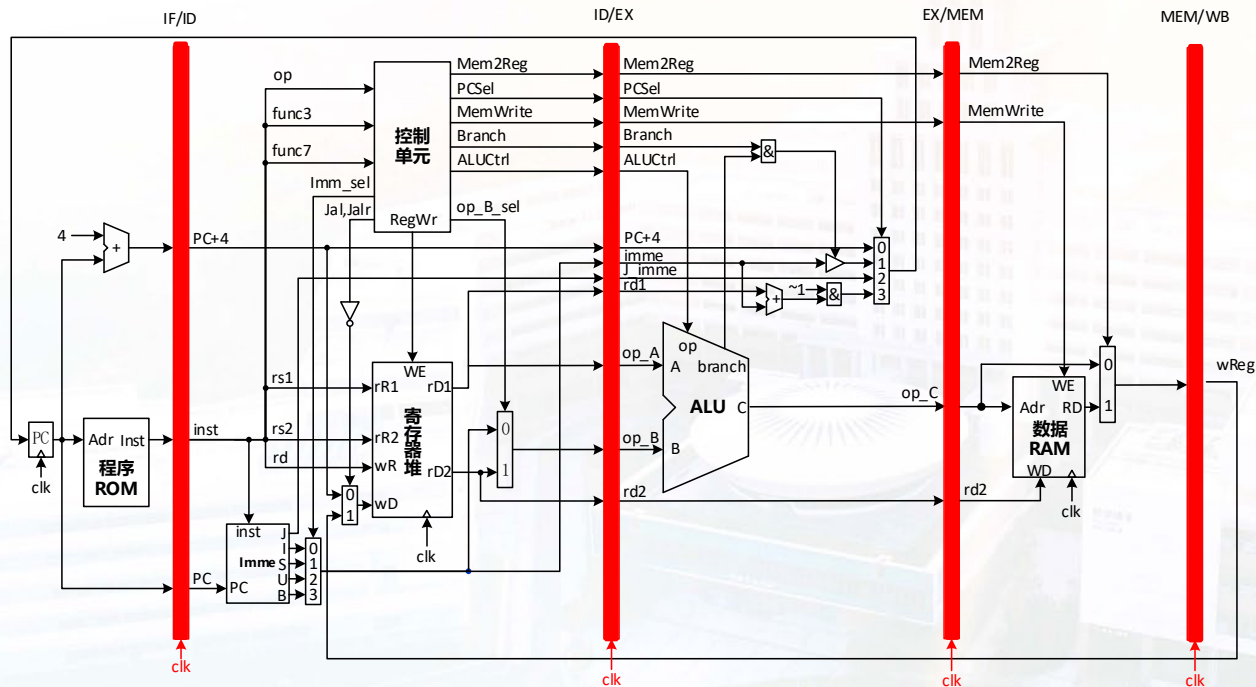 IF/ID
ID/EX
EX/MEM
MEM/WB
op
func3
func7
Imm_sel
Jal,Jalr
控制
单元
RegWr
Mem2Reg
PCSel
MemWrite
Branch
ALUCtrl
op_B_sel
Mem2Reg
PCSel
MemWrite
Branch
ALUCtrl
&
Mem2Reg
MemWrite
4
+
PC+4
PC+4
imme
J_imme
rd1
+
~1
&
0
1
2
3
PC
clk
Adr Inst
程序
ROM
inst
rs1
rs2
rd
WE
rR1
rD1
rR2
wR
rD2
wD
寄
存
器
堆
clk
0
1
0
1
inst
Imme
PC
J
I
S
U
B
0
1
2
3
PC
op_A
op_B
rd2
op
branch
A
B
ALU
C
op_C
rd2
WE
Adr
RD
数据
RAM
WD
clk
0
1
wReg
clk
clk
clk
clk